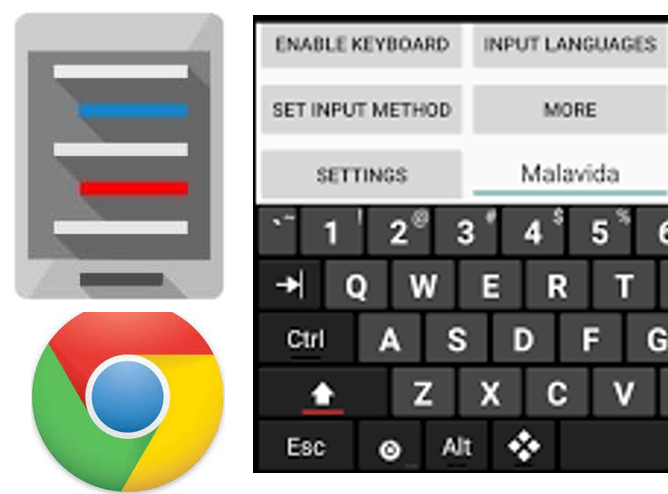 ENABLE KEYBOARD INPUT LANGUAGES
SET INPUT METHOD MORE
SETTINGS Malavida
`~ 1! 2@ 3# 4$ 5% 6
Q W E R T
Ctrl A S D F G
Z X C V
Esc Alt